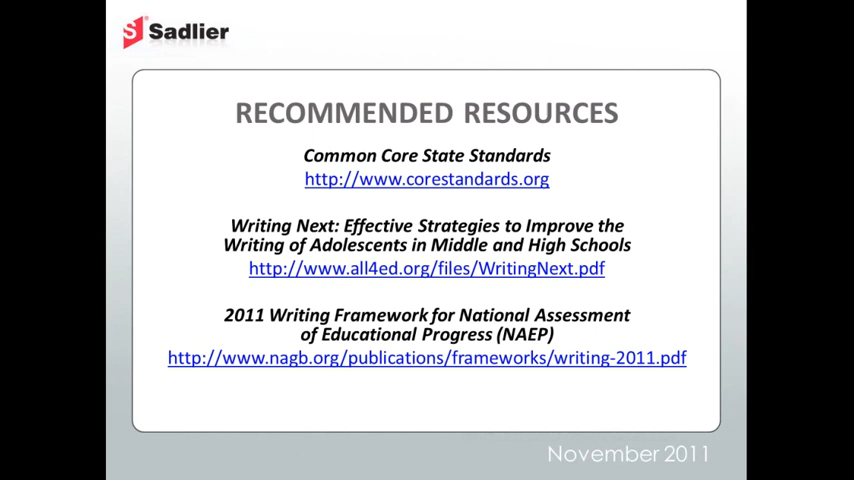 Sadlier
RECOMMENDED RESOURCES
Common Core State Standards
http://www.corestandards.org
Writing Next: Effective Strategies to Improve the
Writing of Adolescents in Middle and High Schools
http://www.all4ed.org/files/WritingNext.pdf
2011 Writing Framework for National Assessment
of Educational Progress (NAEP)
http://www.nagb.org/publications/frameworks/writing-2011.pdf
November 2011